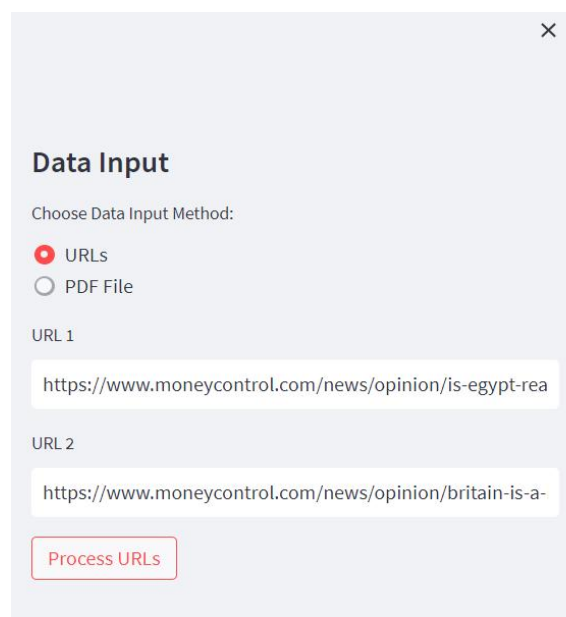 Data Input
Choose Data Input Method:
URLs
PDF File
URL 1
https://www.moneycontrol.com/news/opinion/is-egypt-rea
URL 2
https://www.moneycontrol.com/news/opinion/britain-is-a-
Process URLs